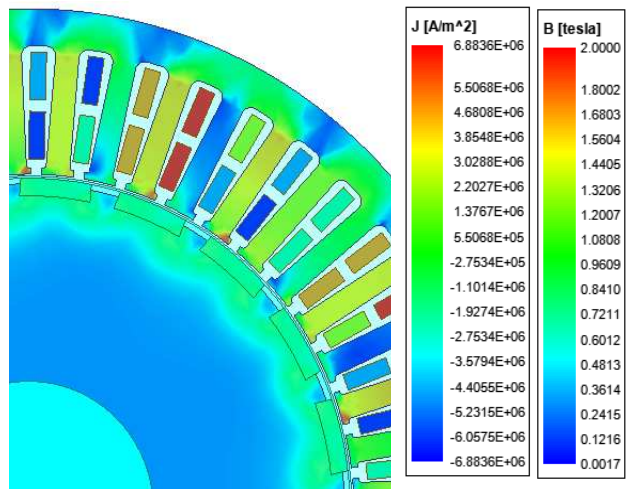 J [A/m^2]
6.8836E+06
5.5068E+06
4.6808E+06
3.8548E+06
3.0288E+06
2.2027E+06
1.3767E+06
5.5068E+05
-2.7534E+05
-1.1014E+06
-1.9274E+06
-2.7534E+06
-3.5794E+06
-4.4055E+06
-5.2315E+06
-6.0575E+06
-6.8836E+06
B [tesla]
2.0000
1.6803
1.5604
1.4405
1.3206
1.2007
1.0808
0.9609
0.8410
0.7211
0.6012
0.4813
0.3614
0.2415
0.1216
0.0017